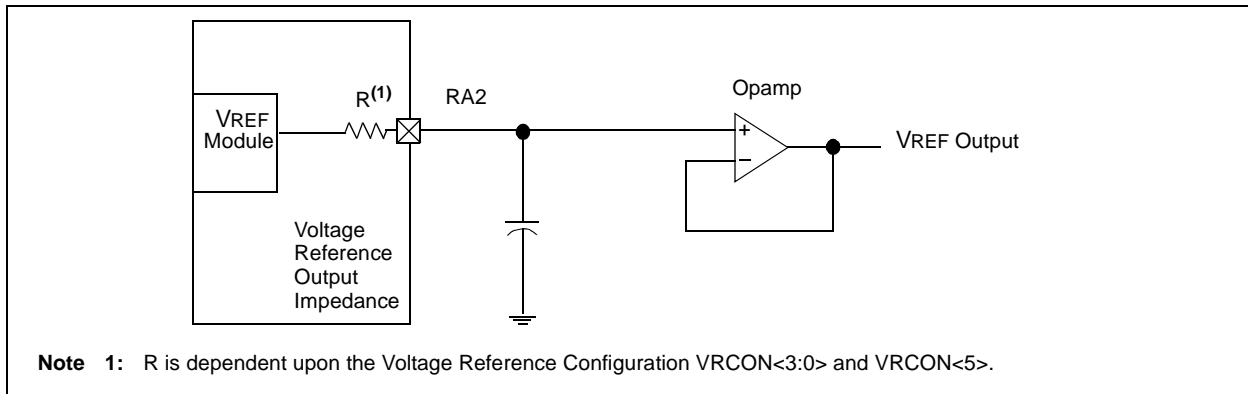 R(1)
RA2
Opamp
VREF
Module
+
−
VREF Output
Voltage
Reference
Output
Impedance
Note 1: R is dependent upon the Voltage Reference Configuration VRCON<3:0> and VRCON<5>.